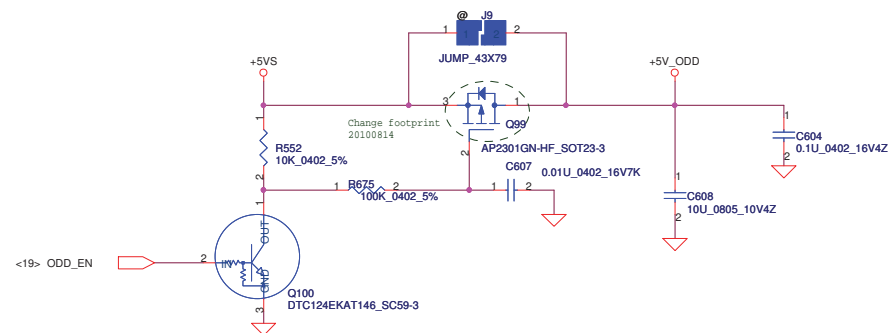 @ J9
1 1 2 2
JUMP_43X79
+5VS
+5V_ODD
3 1
Change footprint
20100814
Q99
AP2301GN-HF_SOT23-3
2
1
R552
10K_0402_5%
2
1
C604
0.1U_0402_16V4Z
2
C607
0.01U_0402_16V7K
1 R675 2
100K_0402_5%
1 2
1
C608
10U_0805_10V4Z
2
1
OUT
<19> ODD_EN
2
IN
GND
Q100
DTC124EKAT146_SC59-3
3